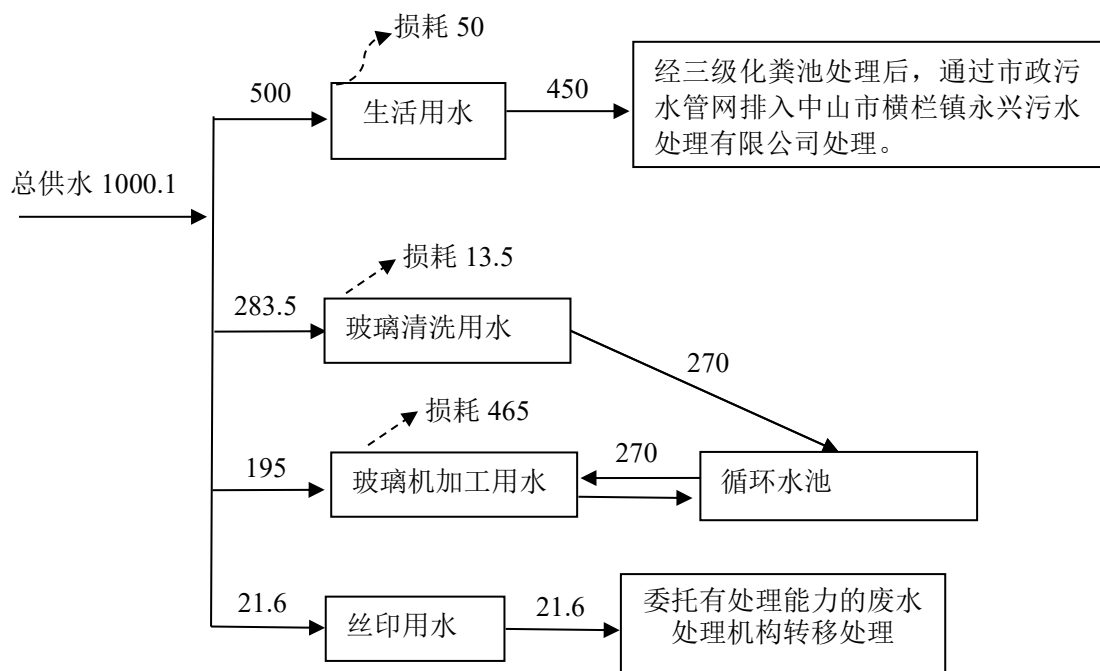 损耗 50
500
生活用水
450
经三级化粪池处理后，通过市政污
水管网排入中山市横栏镇永兴污水
处理有限公司处理。
总供水 1000.1
损耗 13.5
283.5
玻璃清洗用水
270
损耗 465
195
玻璃机加工用水
270
循环水池
21.6
丝印用水
21.6
委托有处理能力的废水
处理机构转移处理